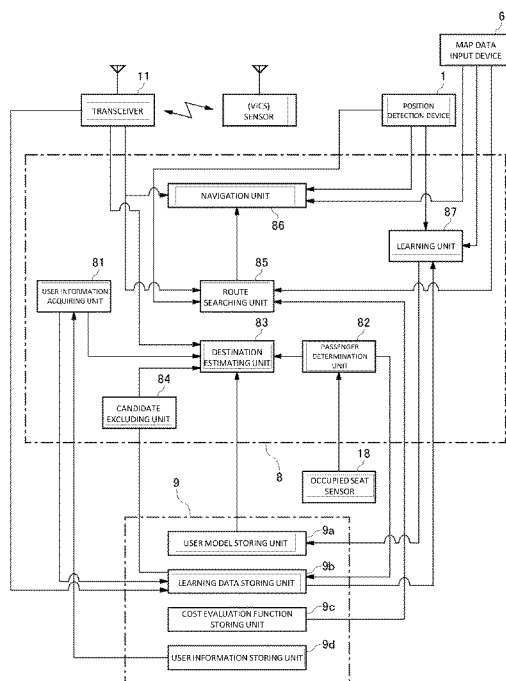 6
MAP DATA
INPUT DEVICE
11
TRANSCEIVER
(VICS)
SENSOR
1
POSITION
DETECTION DEVICE
NAVIGATION UNIT
86
87
LEARNING UNIT
81
USER INFORMATION
ACQUIRING UNIT
85
ROUTE
SEARCHING UNIT
83
DESTINATION
ESTIMATING UNIT
82
PASSENGER
DETERMINATION
UNIT
84
CANDIDATE
EXCLUDING UNIT
8
18
OCCUPIED SEAT
SENSOR
9
USER MODEL STORING UNIT
9a
LEARNING DATA STORING UNIT
9b
COST EVALUATION FUNCTION
STORING UNIT
9c
USER INFORMATION STORING UNIT
9d